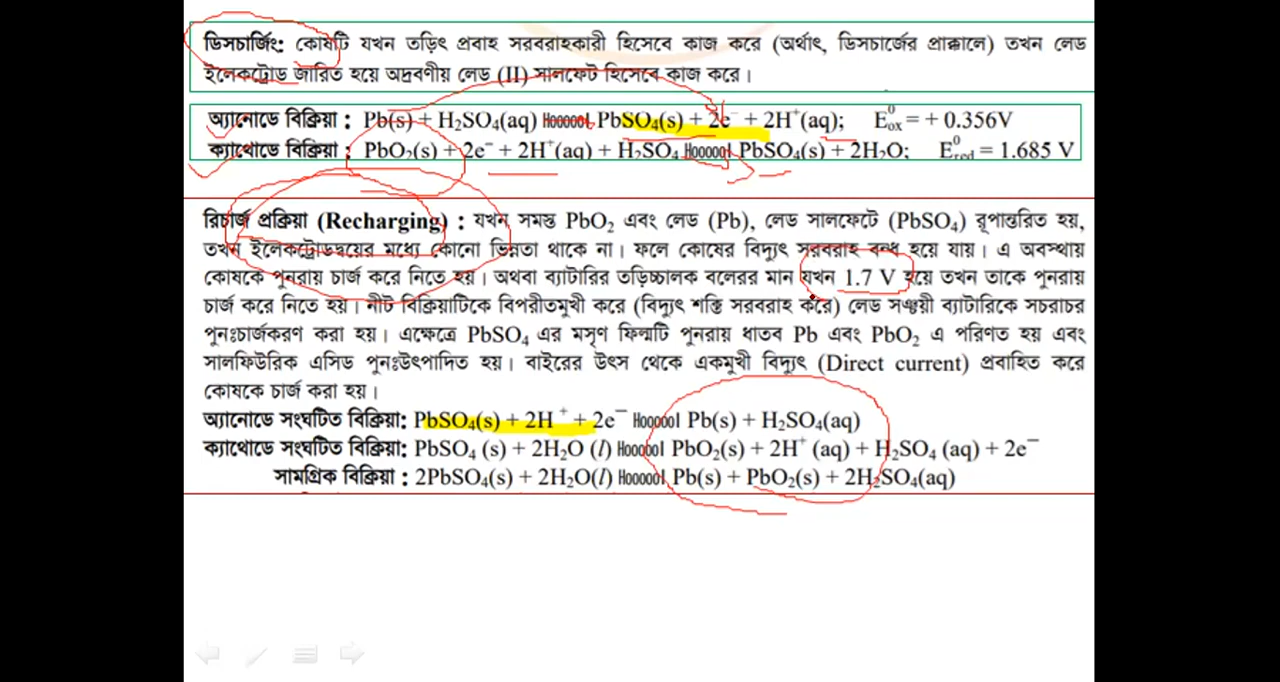 ডিসচার্জিং: কোষটি যখন তড়িৎ প্রবাহ সরবরাহকারী হিসেবে কাজ করে (অর্থাৎ, ডিসচার্জের প্রাক্কালে) তখন লেড
ইলেকট্রোড জারিত হয়ে অদ্রবণীয় লেড (II) সালফেট হিসেবে কাজ করে।
অ্যানোডে বিক্রিয়া : Pb(s) + H₂SO₄(aq) Hoooool PbSO₄(s) + 2e⁻ + 2H⁺(aq); E⁰ox = + 0.356V
ক্যাথোডে বিক্রিয়া : PbO₂(s) + 2e⁻ + 2H⁺(aq) + H₂SO₄ Hoooool PbSO₄(s) + 2H₂O; E⁰red = 1.685 V
রিচার্জ প্রক্রিয়া (Recharging) : যখন সমস্ত PbO₂ এবং লেড (Pb), লেড সালফেটে (PbSO₄) রূপান্তরিত হয়,
তখন ইলেকট্রোডদ্বয়ের মধ্যে কোনো ভিন্নতা থাকে না। ফলে কোষের বিদ্যুৎ সরবরাহ বন্ধ হয়ে যায়। এ অবস্থায়
কোষকে পুনরায় চার্জ করে নিতে হয়। অথবা ব্যাটারির তড়িচ্চালক বলেরর মান যখন 1.7 V হয়ে তখন তাকে পুনরায়
চার্জ করে নিতে হয়। নীট বিক্রিয়াটিকে বিপরীতমুখী করে (বিদ্যুৎ শক্তি সরবরাহ করে) লেড সঞ্চয়ী ব্যাটারিকে সচরাচর
পুনঃচার্জকরণ করা হয়। এক্ষেত্রে PbSO₄ এর মসৃণ ফিল্মটি পুনরায় ধাতব Pb এবং PbO₂ এ পরিণত হয় এবং
সালফিউরিক এসিড পুনঃউৎপাদিত হয়। বাইরের উৎস থেকে একমুখী বিদ্যুৎ (Direct current) প্রবাহিত করে
কোষকে চার্জ করা হয়।
অ্যানোডে সংঘটিত বিক্রিয়া: PbSO₄(s) + 2H⁺ + 2e⁻ Hoooool Pb(s) + H₂SO₄(aq)
ক্যাথোডে সংঘটিত বিক্রিয়া: PbSO₄ (s) + 2H₂O (l) Hoooool PbO₂(s) + 2H⁺ (aq) + H₂SO₄ (aq) + 2e⁻
সামগ্রিক বিক্রিয়া : 2PbSO₄(s) + 2H₂O(l) Hoooool Pb(s) + PbO₂(s) + 2H₂SO₄(aq)